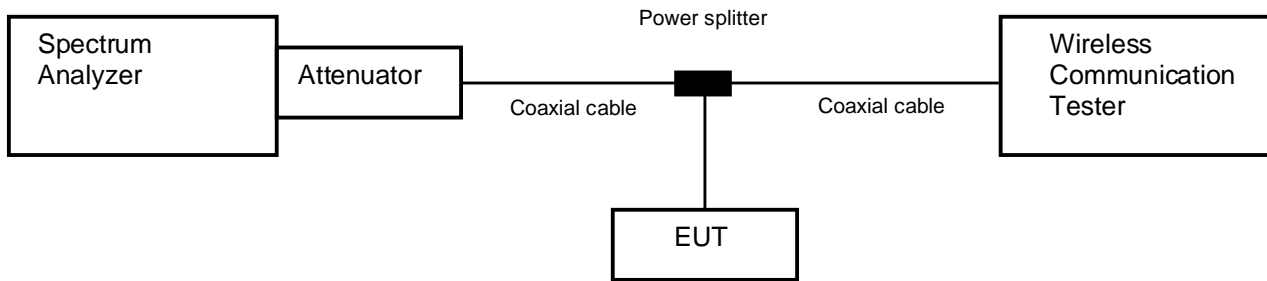 Power splitter
Spectrum
Analyzer
Attenuator
Wireless
Communication
Tester
Coaxial cable
Coaxial cable
EUT